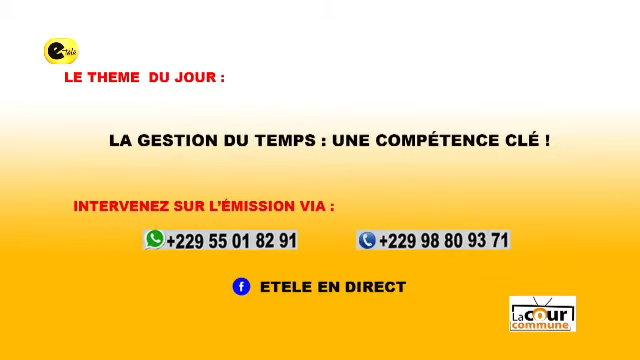 e-tele
LE THEME DU JOUR :
LA GESTION DU TEMPS : UNE COMPÉTENCE CLÉ !
INTERVENEZ SUR L'ÉMISSION VIA :
+229 55 01 82 91
+229 98 80 93 71
f ETELE EN DIRECT
La cour
commune